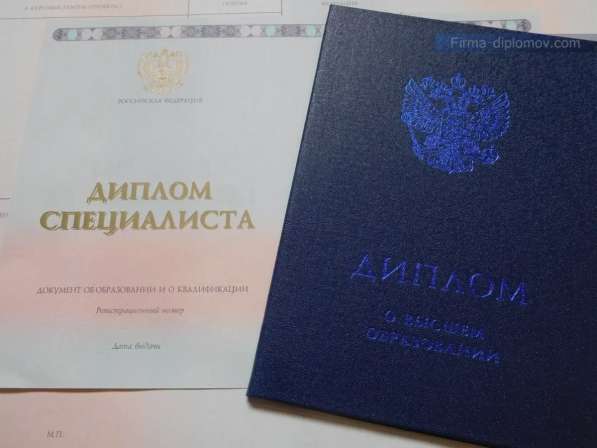 Firma-diplomov.com
РОССИЙСКАЯ ФЕДЕРАЦИЯ
ДИПЛОМ
СПЕЦИАЛИСТА
ДОКУМЕНТ ОБ ОБРАЗОВАНИИ И О КВАЛИФИКАЦИИ
Регистрационный номер
Дата выдачи
М.П.
ДИПЛОМ
О ВЫСШЕМ
ОБРАЗОВАНИИ